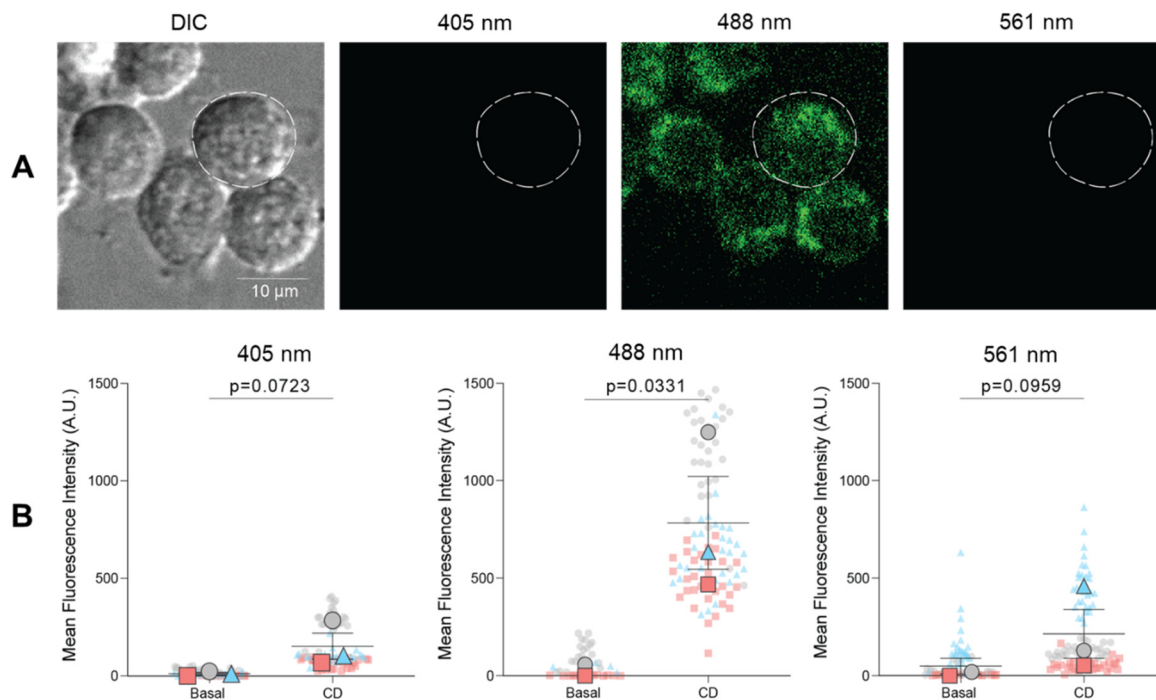 DIC
405 nm
488 nm
561 nm
A
10 µm
B
405 nm
488 nm
561 nm
Mean Fluorescence Intensity (A.U.)
1500
1000
500
0
p=0.0723
Basal
CD
Mean Fluorescence Intensity (A.U.)
1500
1000
500
0
p=0.0331
Basal
CD
Mean Fluorescence Intensity (A.U.)
1500
1000
500
0
p=0.0959
Basal
CD